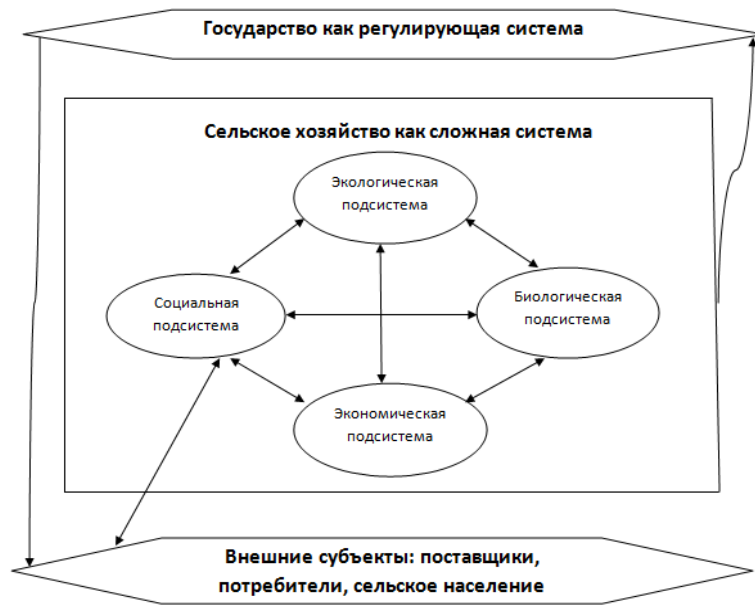 Государство как регулирующая система
Сельское хозяйство как сложная система
Экологическая
подсистема
Социальная
подсистема
Биологическая
подсистема
Экономическая
подсистема
Внешние субъекты: поставщики,
потребители, сельское население